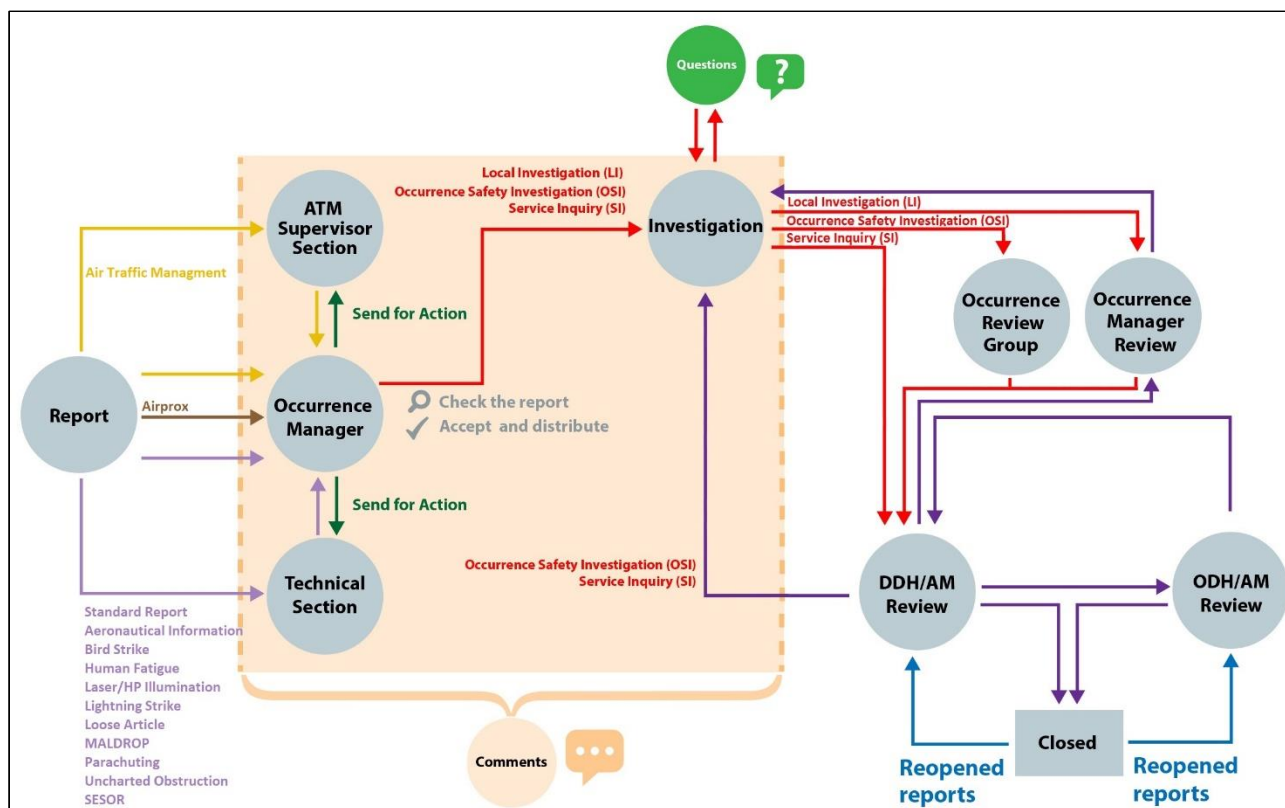 Questions
?
Local Investigation (LI)
Occurrence Safety Investigation (OSI)
Service Inquiry (SI)
ATM
Supervisor
Section
Investigation
Local Investigation (LI)
Occurrence Safety Investigation (OSI)
Service Inquiry (SI)
Air Traffic Managment
Send for Action
Occurrence
Review
Group
Occurrence
Manager
Review
Report
Airprox
Occurrence
Manager
Check the report
Accept and distribute
Send for Action
Technical
Section
Occurrence Safety Investigation (OSI)
Service Inquiry (SI)
DDH/AM
Review
ODH/AM
Review
Standard Report
Aeronautical Information
Bird Strike
Human Fatigue
Laser/HP Illumination
Lightning Strike
Loose Article
MALDROP
Parachuting
Uncharted Obstruction
SESOR
Comments
Closed
Reopened
reports
Reopened
reports